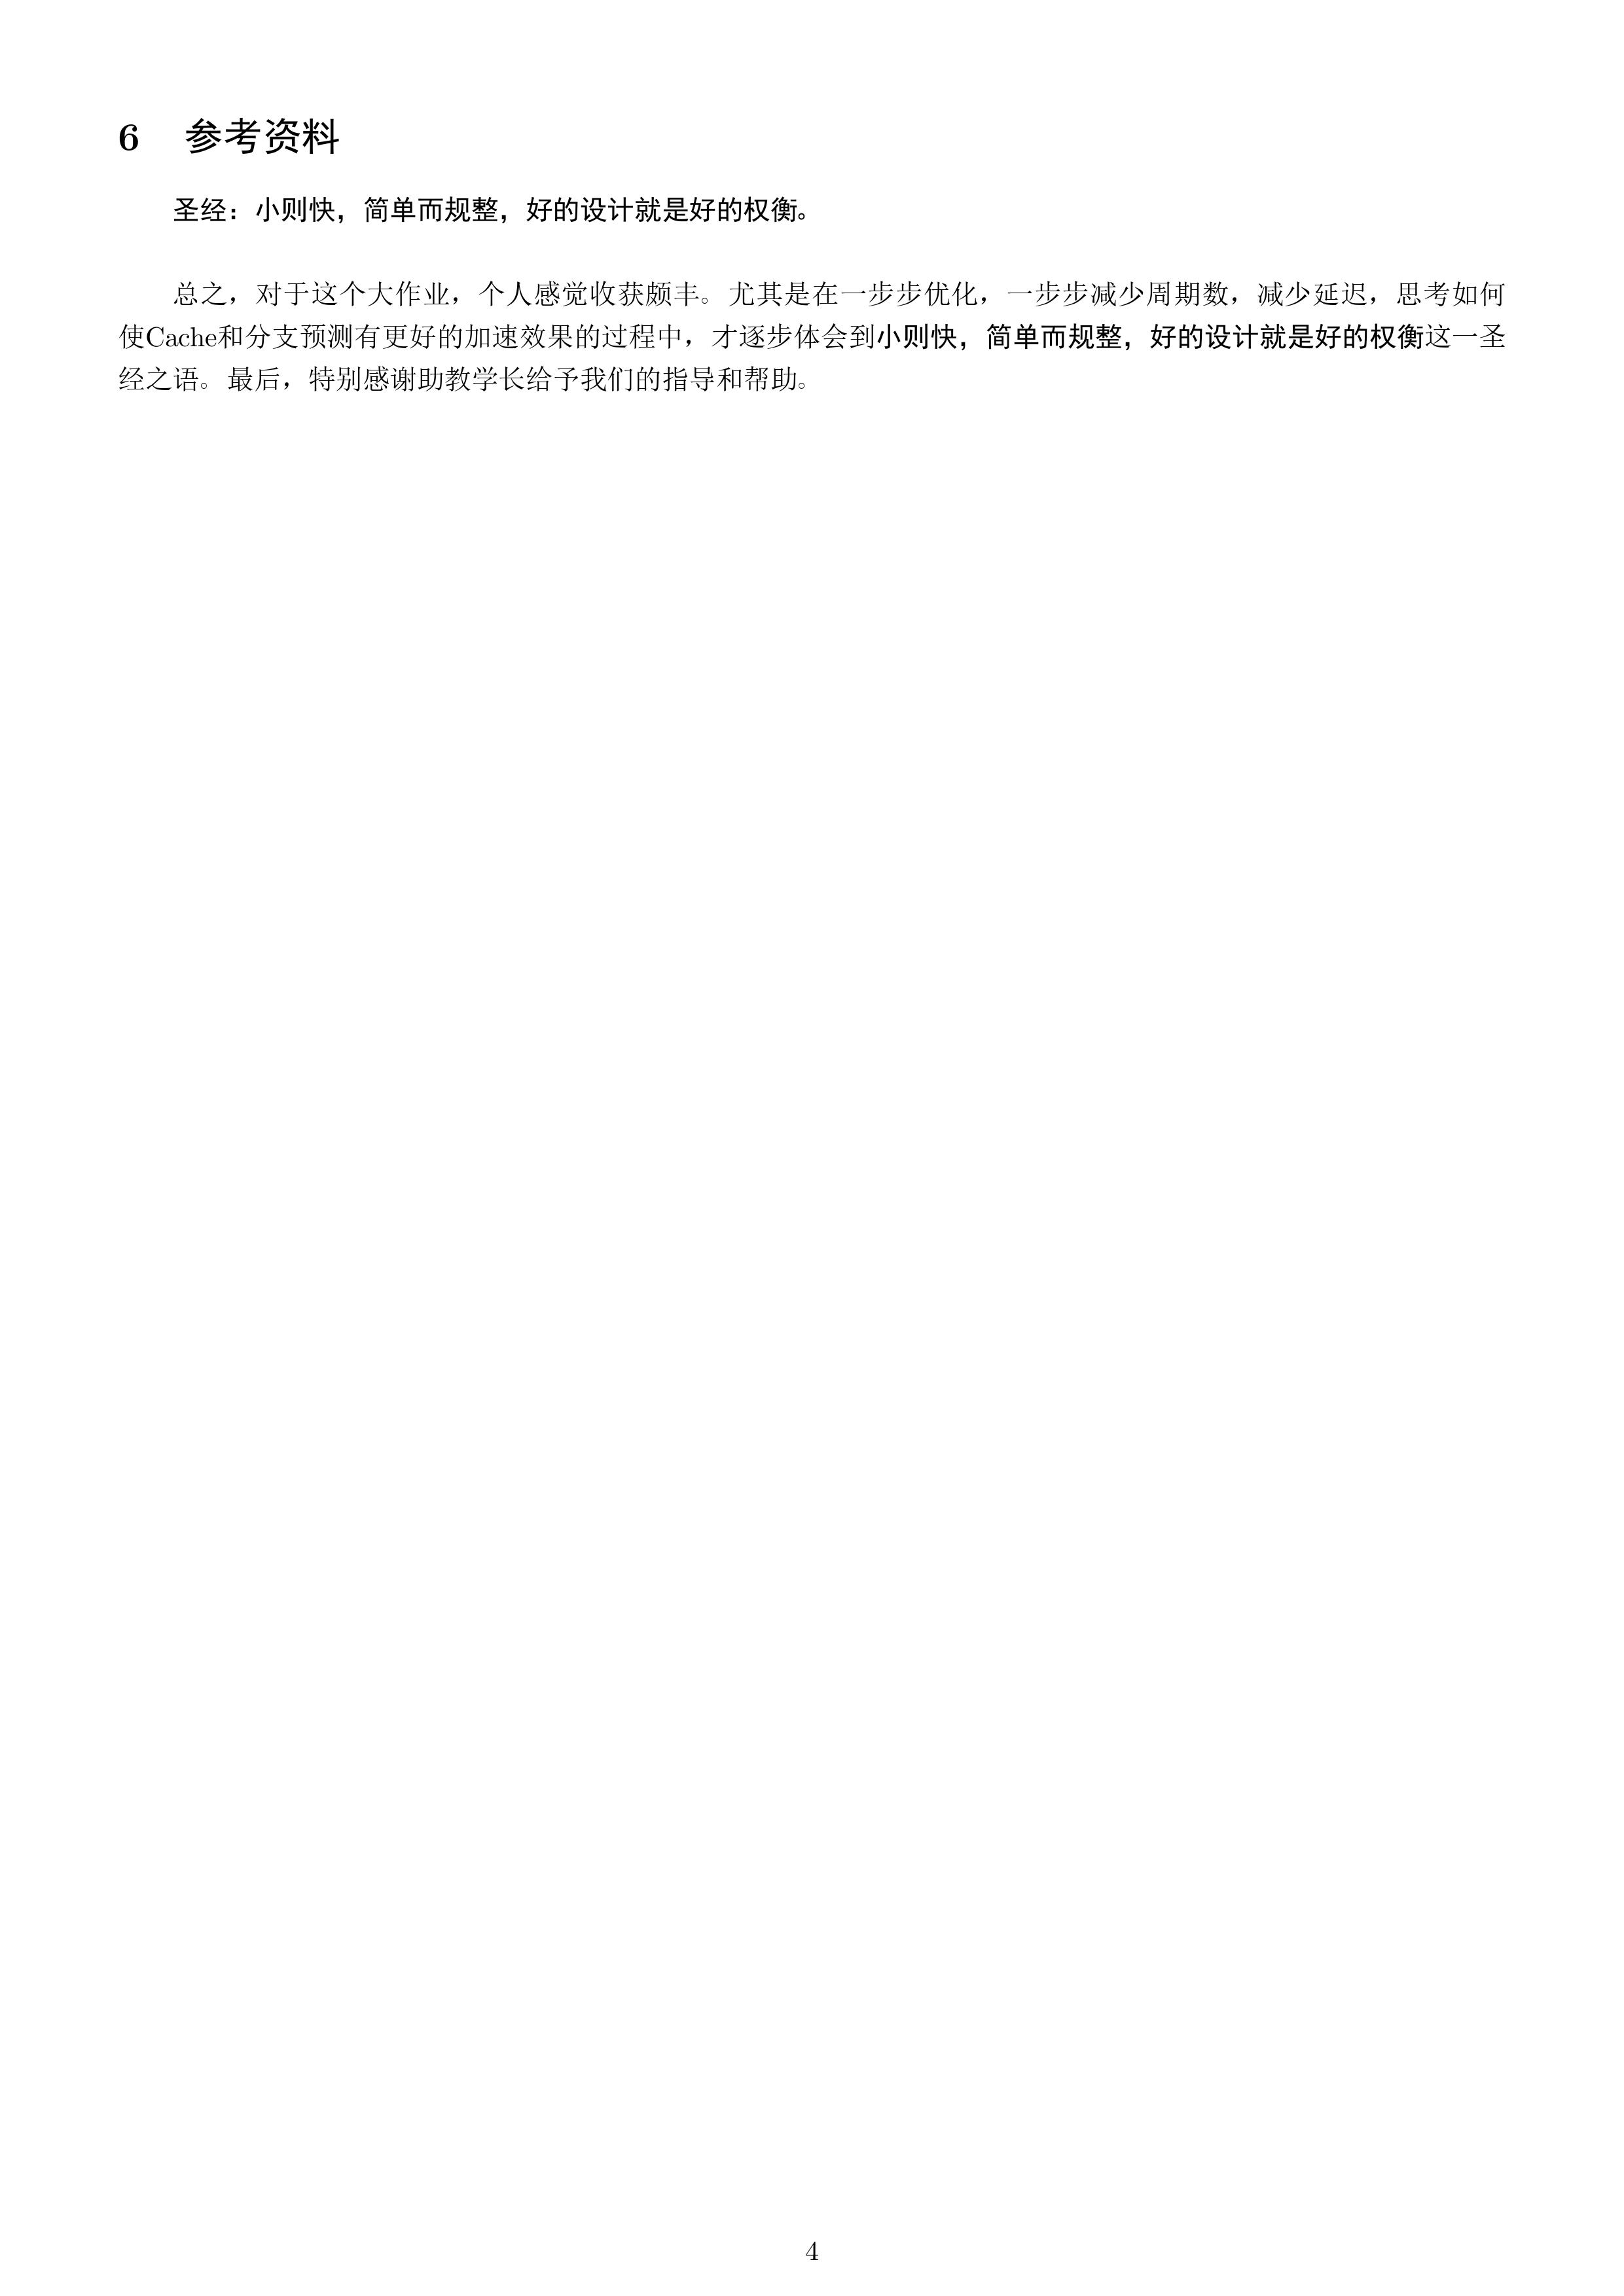 6 参考资料
圣经：小则快，简单而规整，好的设计就是好的权衡。
总之，对于这个大作业，个人感觉收获颇丰。尤其是在一步步优化，一步步减少周期数，减少延迟，思考如何
使Cache和分支预测有更好的加速效果的过程中，才逐步体会到小则快，简单而规整，好的设计就是好的权衡这一圣
经之语。最后，特别感谢助教学长给予我们的指导和帮助。
4